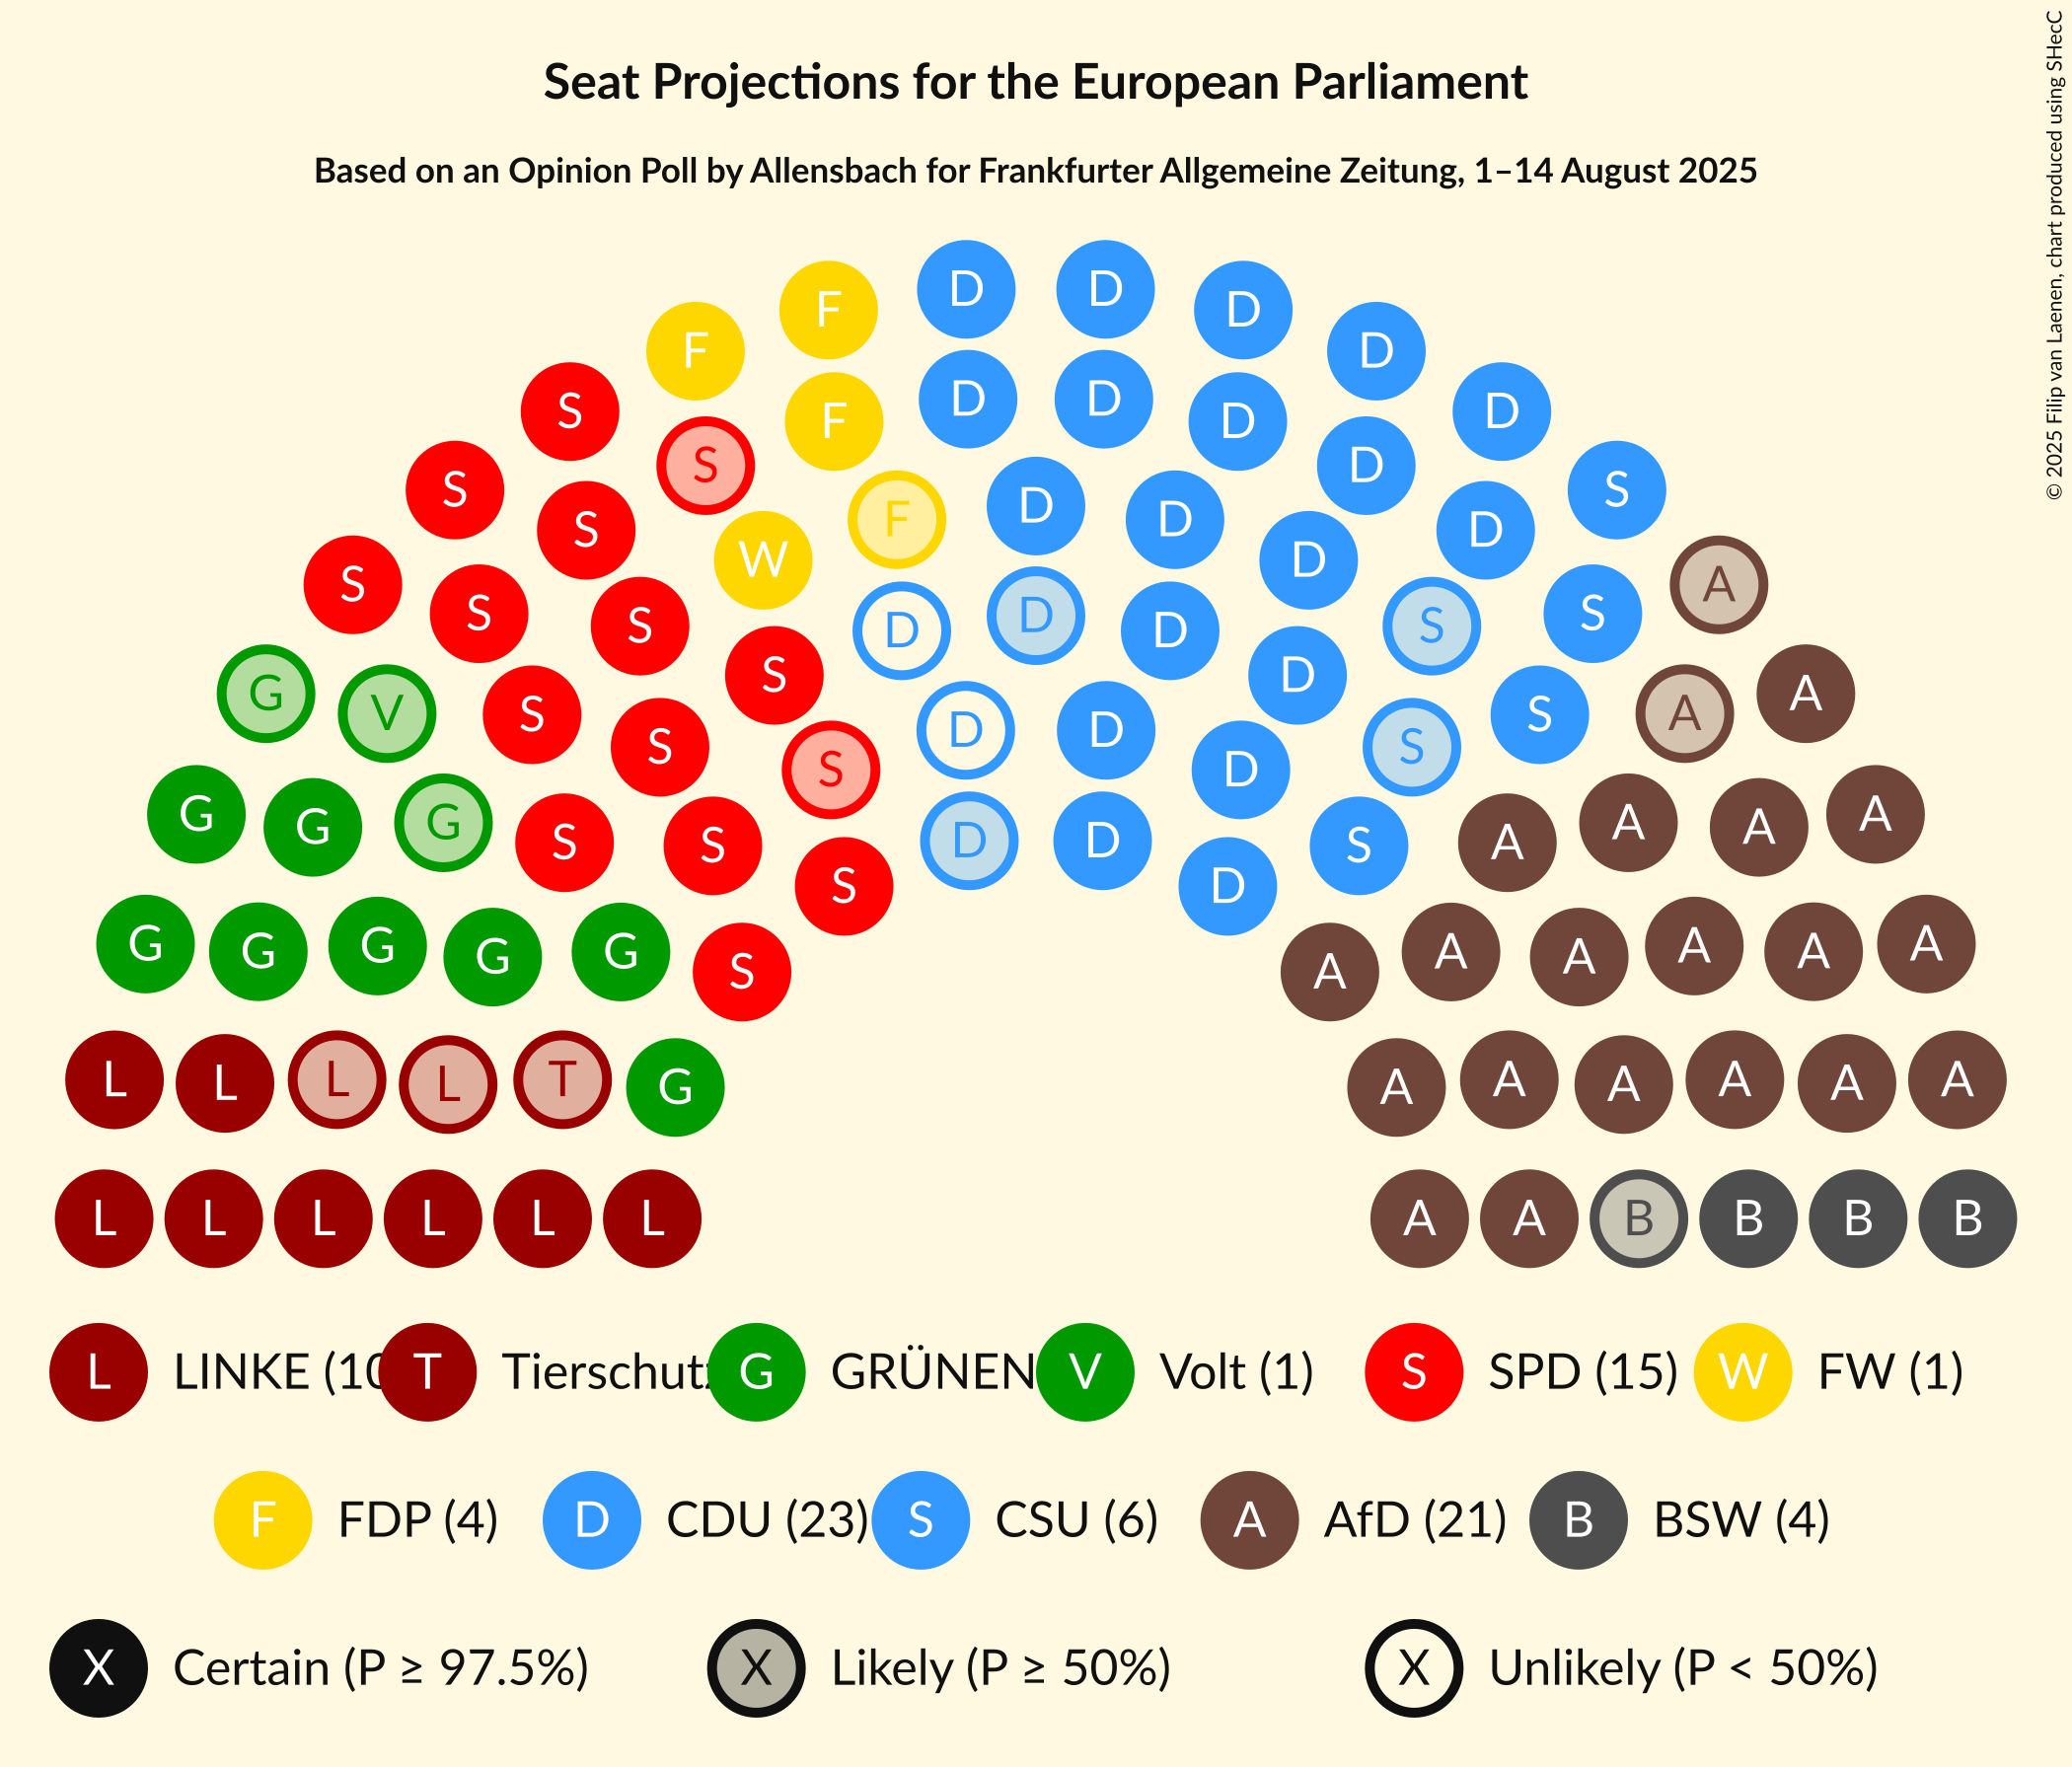 Seat Projections for the European Parliament
Based on an Opinion Poll by Allensbach for Frankfurter Allgemeine Zeitung, 1–14 August 2025
© 2025 Filip van Laenen, chart produced using SHecC
D D
F D
F D
D D
F D
S D
S D
S S
D
F D
S D
W D
S A
S S
D
D D
S S
S D
G A A
V S S A
S D
D D
S S
S D
G A
G A
G A
S A
S S
D D
S D
G A
G G A A
G G A A
S A
L L L L T G A A A A A A
L L L L L L A A B B B B
L LINKE (10 T Tierschutz G GRÜNEN V Volt (1) S SPD (15) W FW (1)
F FDP (4) D CDU (23) S CSU (6) A AfD (21) B BSW (4)
X Certain (P ≥ 97.5%) X Likely (P ≥ 50%) X Unlikely (P < 50%)